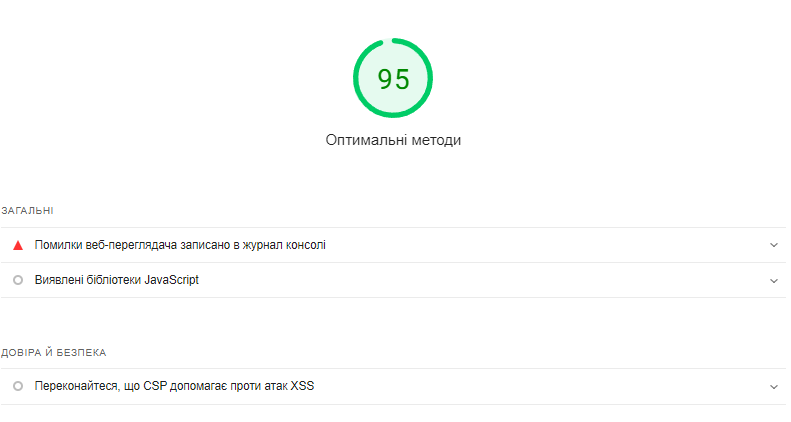 95
Оптимальні методи
ЗАГАЛЬНІ
Помилки веб-переглядача записано в журнал консолі
Виявлені бібліотеки JavaScript
ДОВІРА Й БЕЗПЕКА
Переконайтеся, що CSP допомагає проти атак XSS